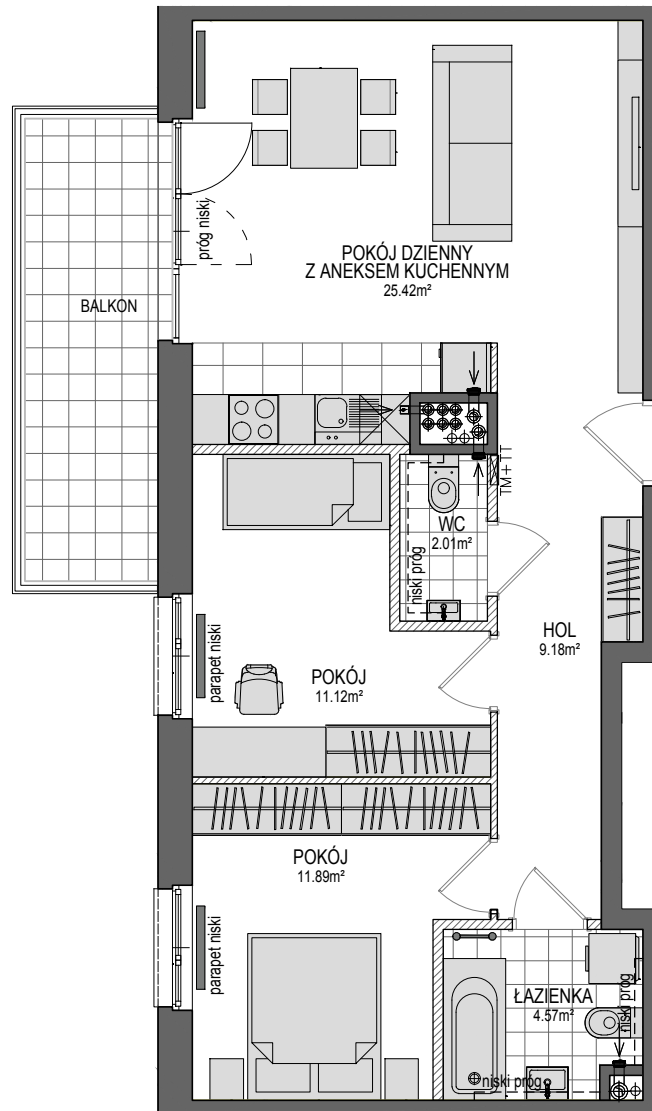 próg niski
POKÓJ DZIENNY
Z ANEKSEM KUCHENNYM
25.42m²
BALKON
TM+TT
WC
2.01m²
niski próg
HOL
9.18m²
parapet niski
POKÓJ
11.12m²
POKÓJ
11.89m²
parapet niski
ŁAZIENKA
4.57m²
niski próg
niski próg